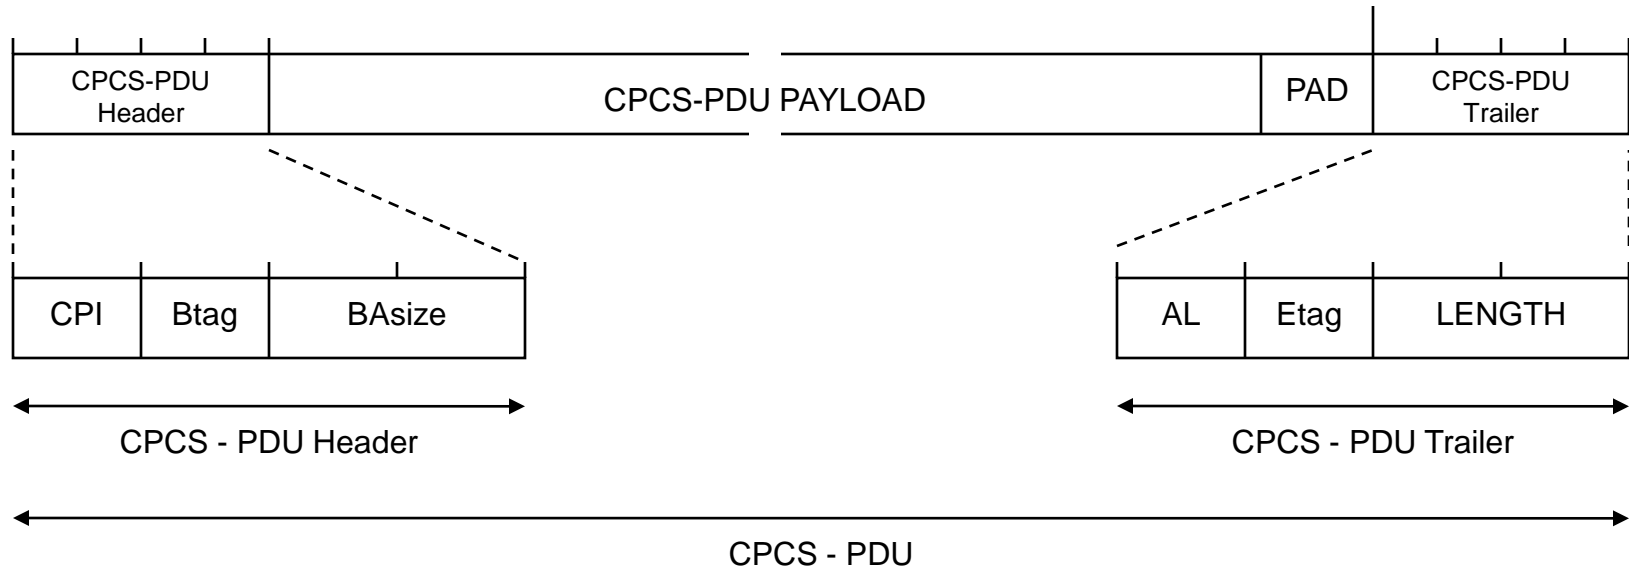 CPCS-PDU
Header
CPCS-PDU PAYLOAD
PAD
CPCS-PDU
Trailer
CPI
Btag
BAsize
AL
Etag
LENGTH
CPCS - PDU Header
CPCS - PDU Trailer
CPCS - PDU